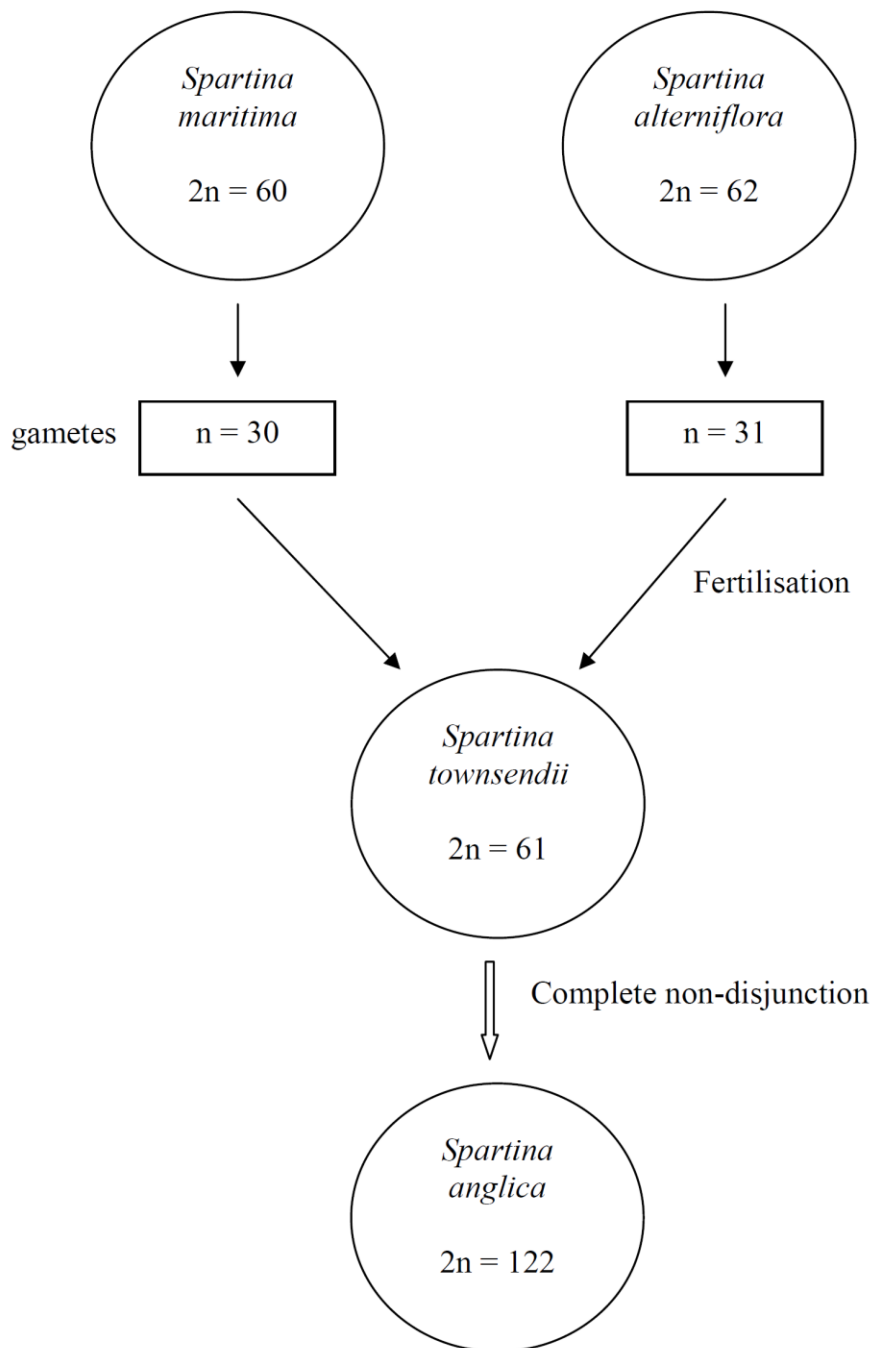 Spartina
maritima
2n = 60
Spartina
alterniflora
2n = 62
gametes
n = 30
n = 31
Fertilisation
Spartina
townsendii
2n = 61
Complete non-disjunction
Spartina
anglica
2n = 122